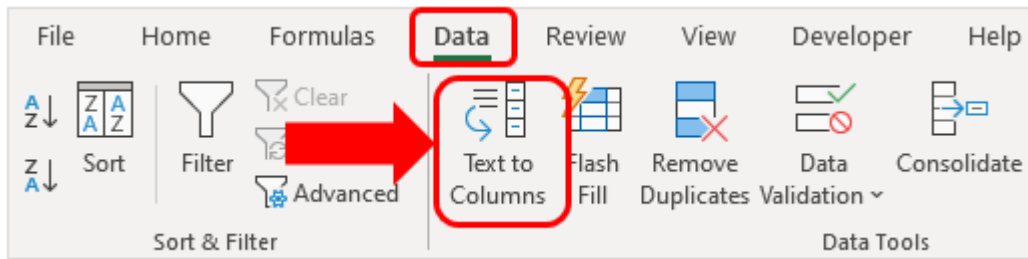 File Home Formulas Data Review View Developer Help
Clear
Sort Filter Text to Flash Remove Data Consolidate
Advanced Columns Fill Duplicates Validation
Sort & Filter Data Tools